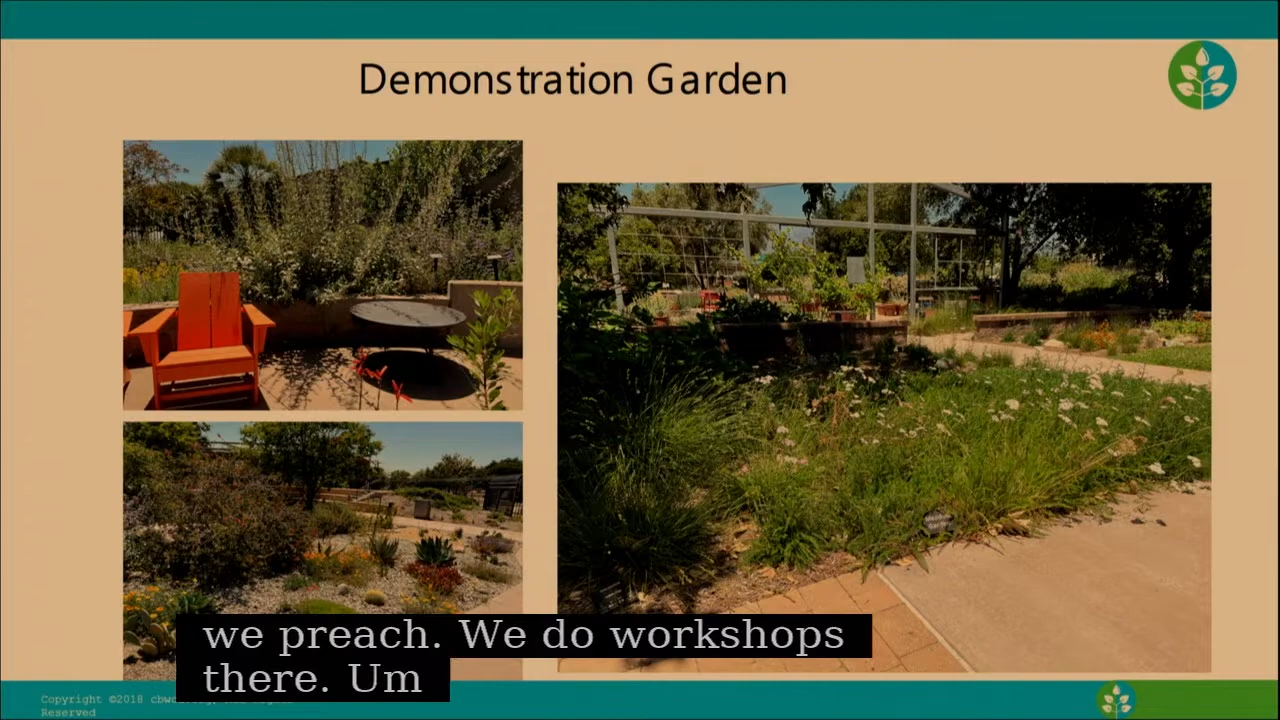 Demonstration Garden
we preach. We do workshops
there. Um
Copyright ©2018
Reserved